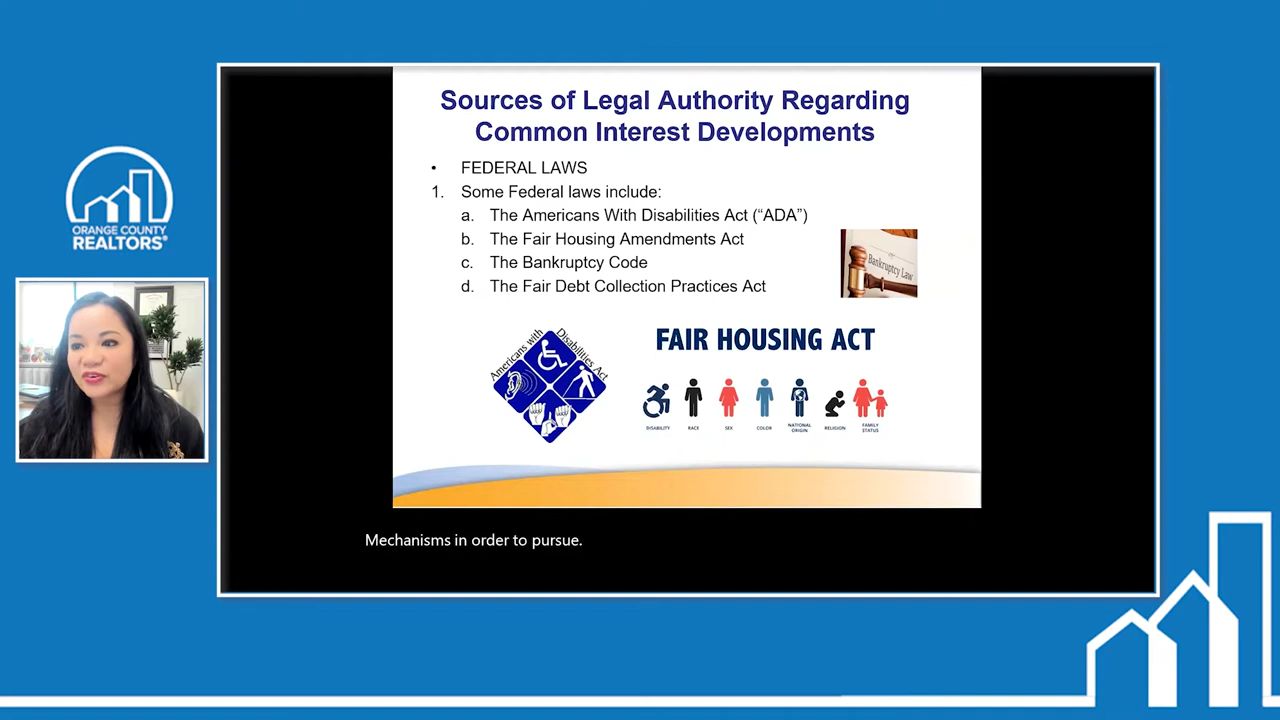 ORANGE COUNTY
REALTORS®
Sources of Legal Authority Regarding
Common Interest Developments
• FEDERAL LAWS
1. Some Federal laws include:
a. The Americans With Disabilities Act (“ADA”)
b. The Fair Housing Amendments Act
c. The Bankruptcy Code
d. The Fair Debt Collection Practices Act
Bankruptcy Law
Americans with Disabilities Act
FAIR HOUSING ACT
DISABILITY RACE SEX COLOR NATIONAL ORIGIN RELIGION FAMILY STATUS
Mechanisms in order to pursue.